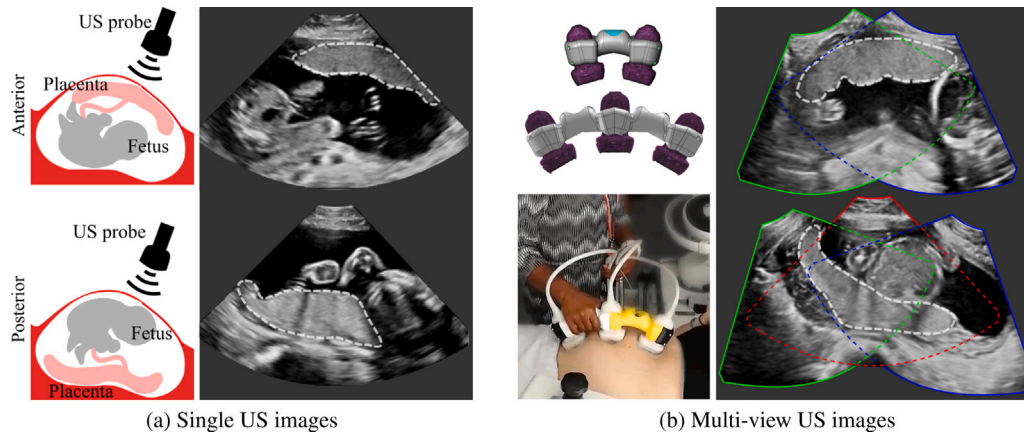 US probe
Placenta
Fetus
Anterior
US probe
Fetus
Placenta
Posterior
(a) Single US images
(b) Multi-view US images